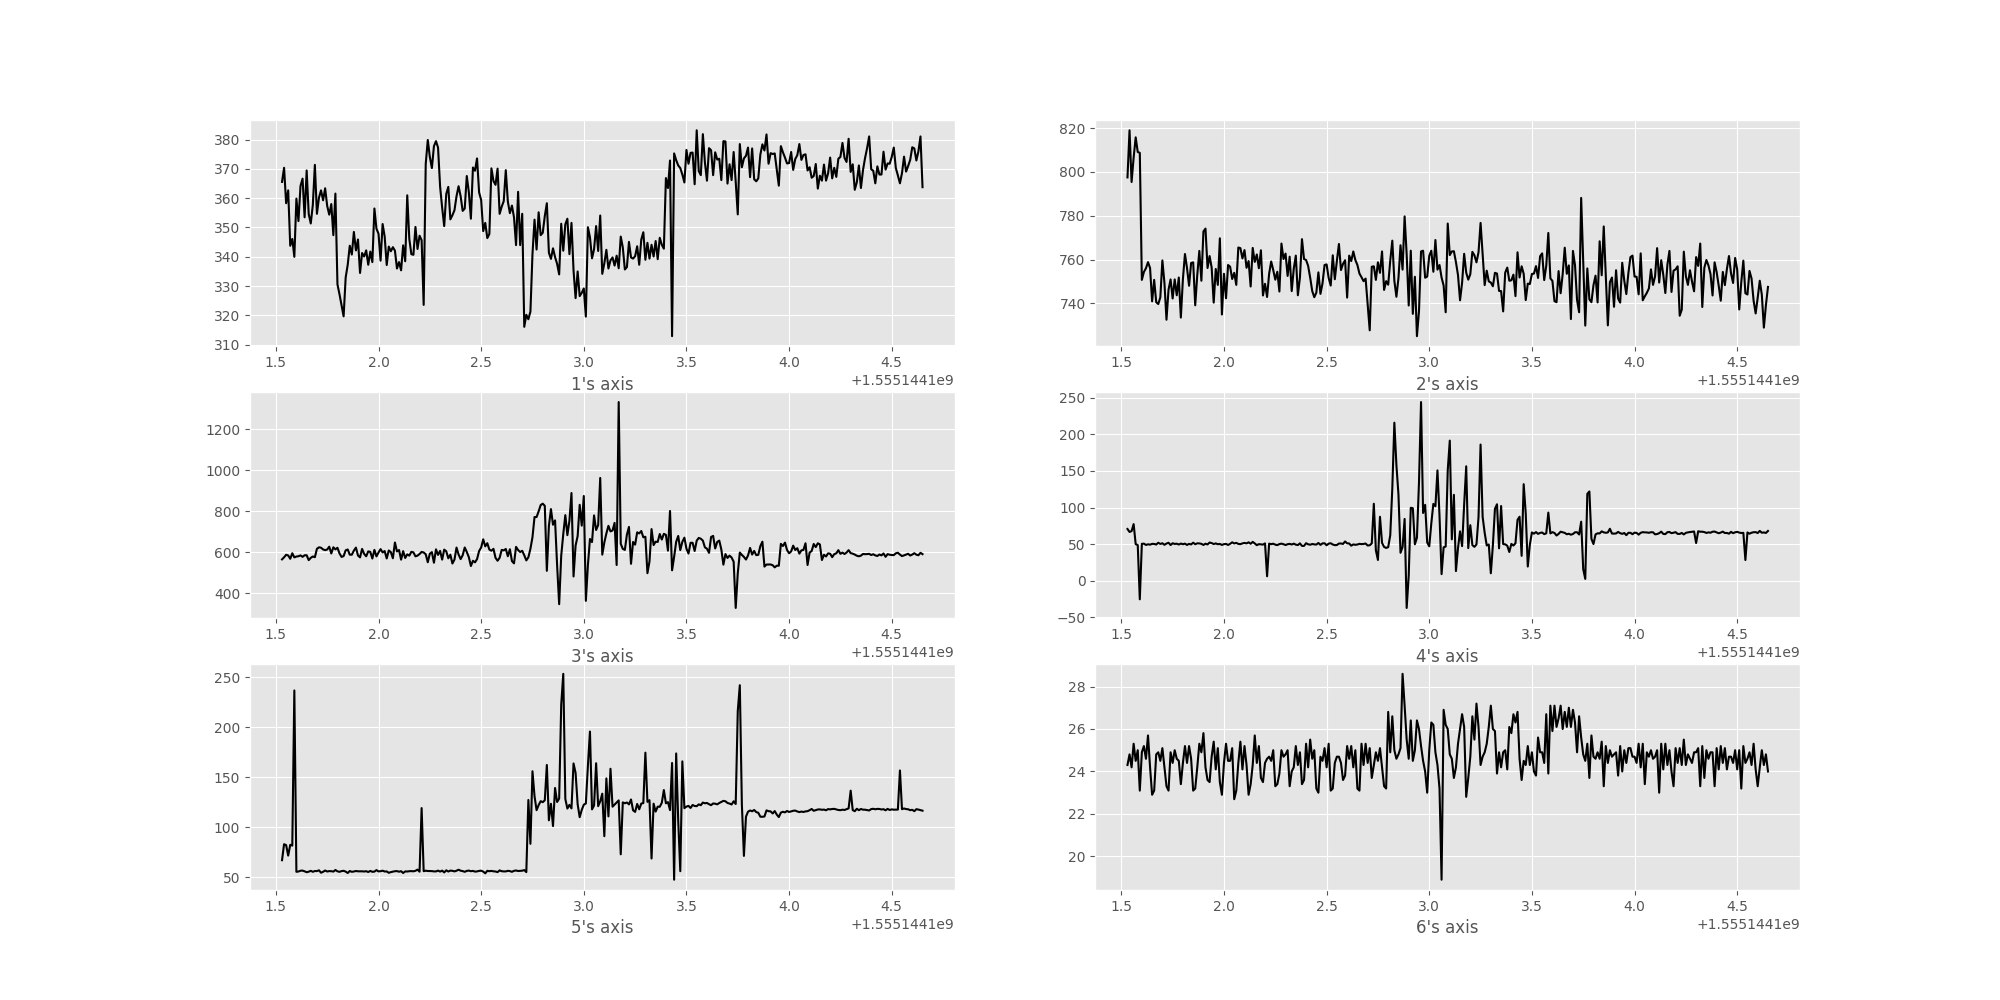 380
370
360
350
340
330
320
310
1.5 2.0 2.5 3.0 3.5 4.0 4.5
1's axis
+1.5551441e9
820
800
780
760
740
1.5 2.0 2.5 3.0 3.5 4.0 4.5
2's axis
+1.5551441e9
1200
1000
800
600
400
1.5 2.0 2.5 3.0 3.5 4.0 4.5
3's axis
+1.5551441e9
250
200
150
100
50
0
−50
1.5 2.0 2.5 3.0 3.5 4.0 4.5
4's axis
+1.5551441e9
250
200
150
100
50
1.5 2.0 2.5 3.0 3.5 4.0 4.5
5's axis
+1.5551441e9
28
26
24
22
20
1.5 2.0 2.5 3.0 3.5 4.0 4.5
6's axis
+1.5551441e9